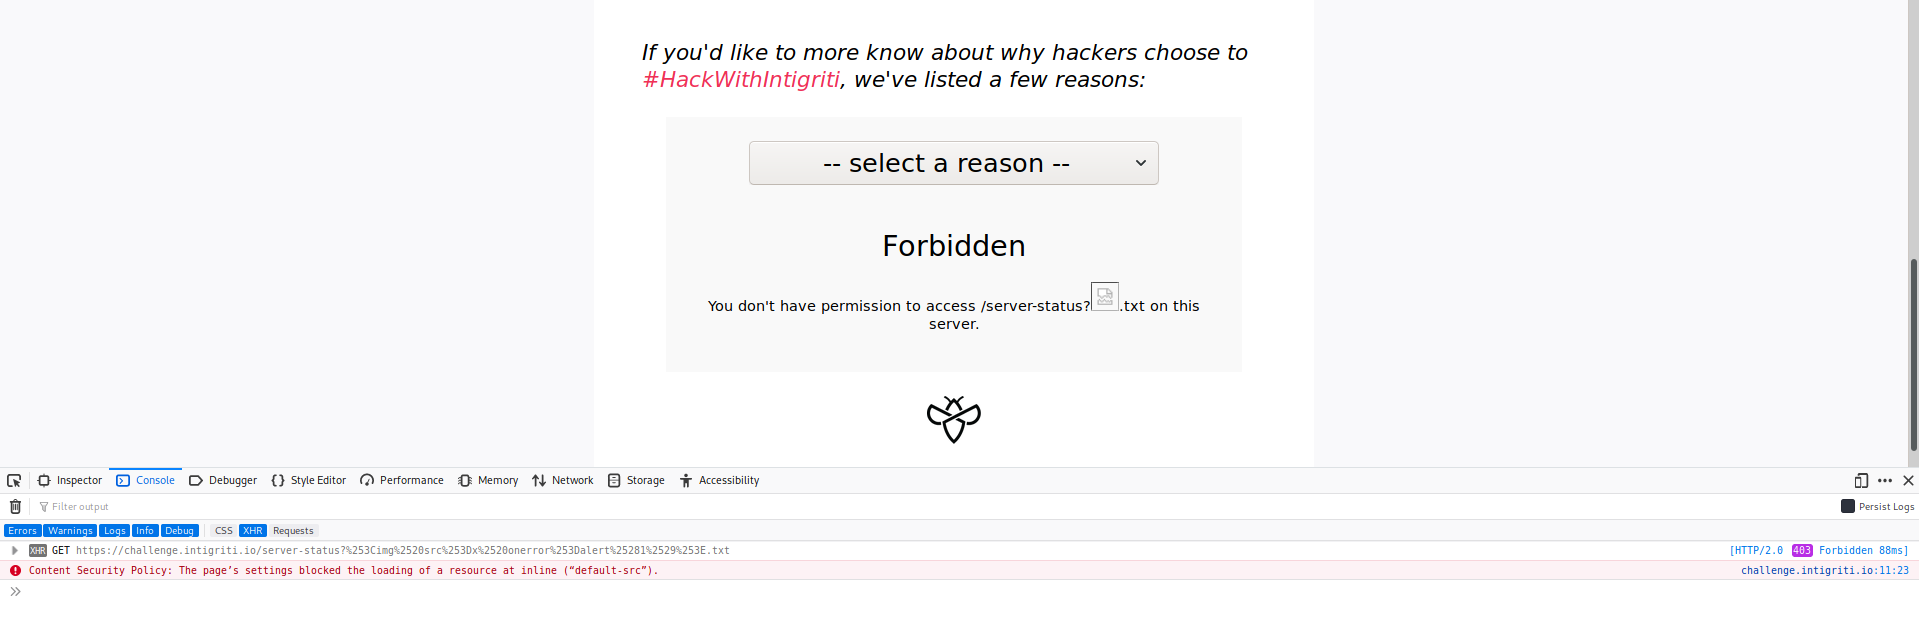 If you'd like to more know about why hackers choose to
#HackWithIntigriti, we've listed a few reasons:
-- select a reason --
Forbidden
You don't have permission to access /server-status? .txt on this
server.
Inspector Console Debugger Style Editor Performance Memory Network Storage Accessibility
Filter output Persist Logs
Errors Warnings Logs Info Debug CSS XHR Requests
XHR GET https://challenge.intigriti.io/server-status?%253Cimg%2520src%253Dx%2520onerror%253Dalert%25281%2529%253E.txt [HTTP/2.0 403 Forbidden 88ms]
Content Security Policy: The page’s settings blocked the loading of a resource at inline (“default-src”). challenge.intigriti.io:11:23